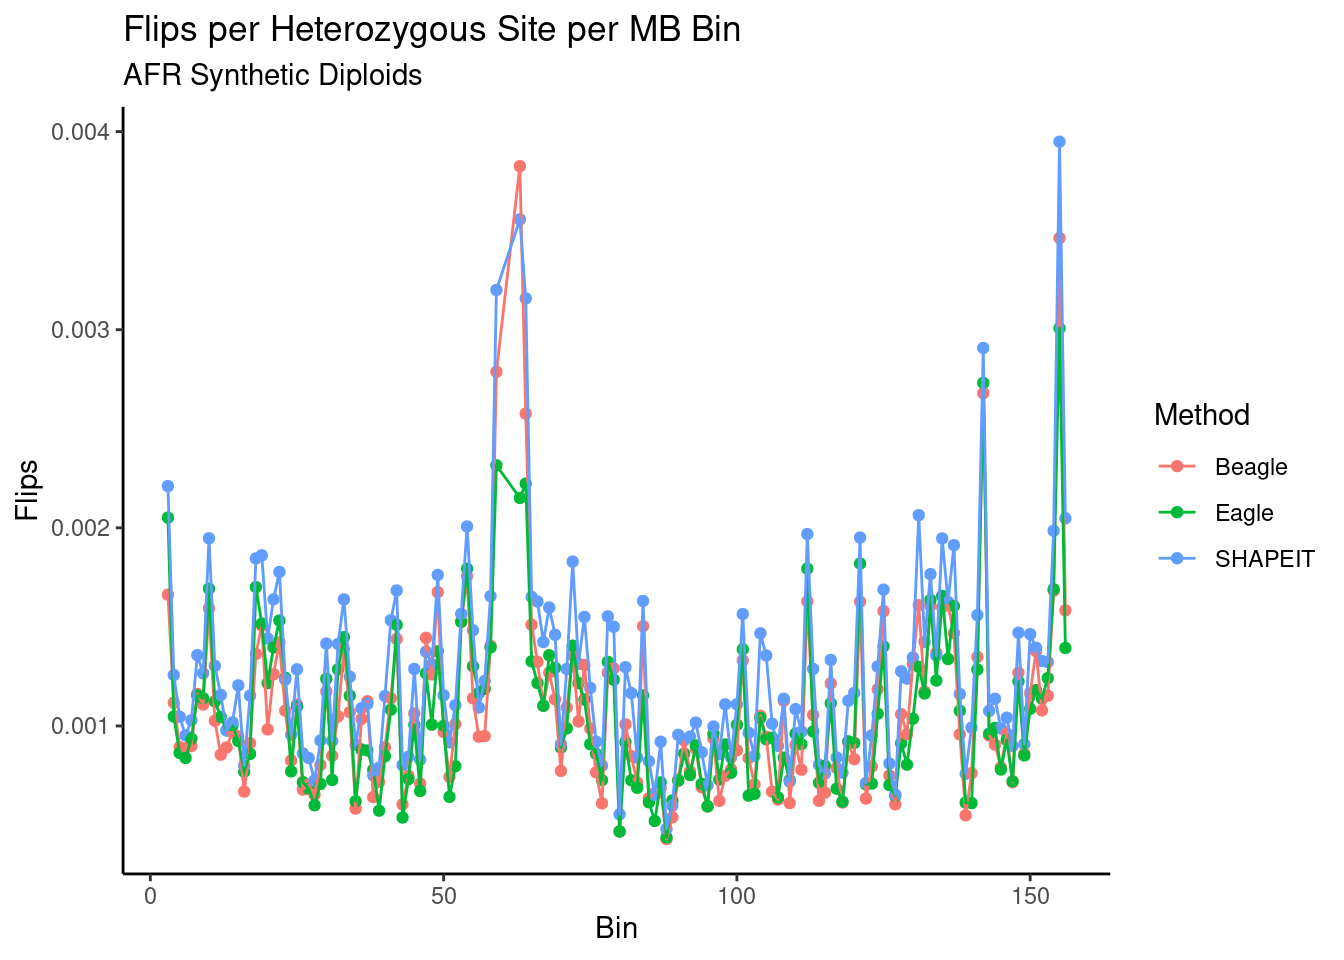 Flips per Heterozygous Site per MB Bin
AFR Synthetic Diploids
0.004
0.003
0.002
0.001
Flips
0
50
100
150
Bin
Method
Beagle
Eagle
SHAPEIT